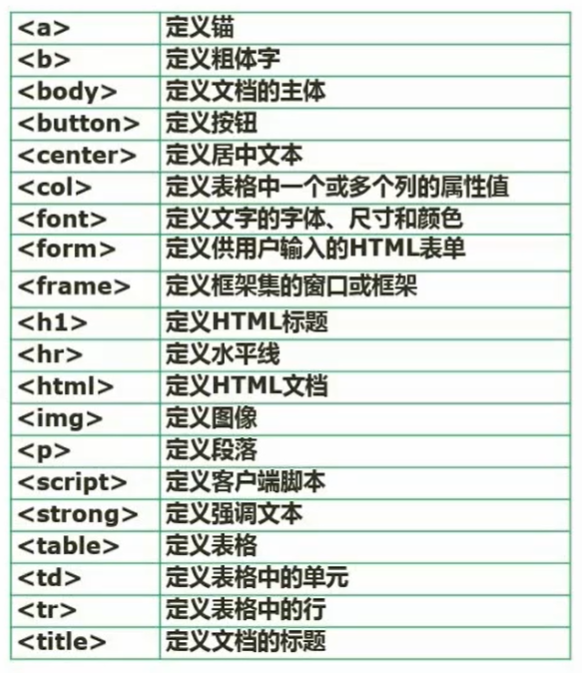 <a> 定义锚
<b> 定义粗体字
<body> 定义文档的主体
<button> 定义按钮
<center> 定义居中文本
<col> 定义表格中一个或多个列的属性值
<font> 定义文字的字体、尺寸和颜色
<form> 定义供用户输入的HTML表单
<frame> 定义框架集的窗口或框架
<h1> 定义HTML标题
<hr> 定义水平线
<html> 定义HTML文档
<img> 定义图像
<p> 定义段落
<script> 定义客户端脚本
<strong> 定义强调文本
<table> 定义表格
<td> 定义表格中的单元
<tr> 定义表格中的行
<title> 定义文档的标题